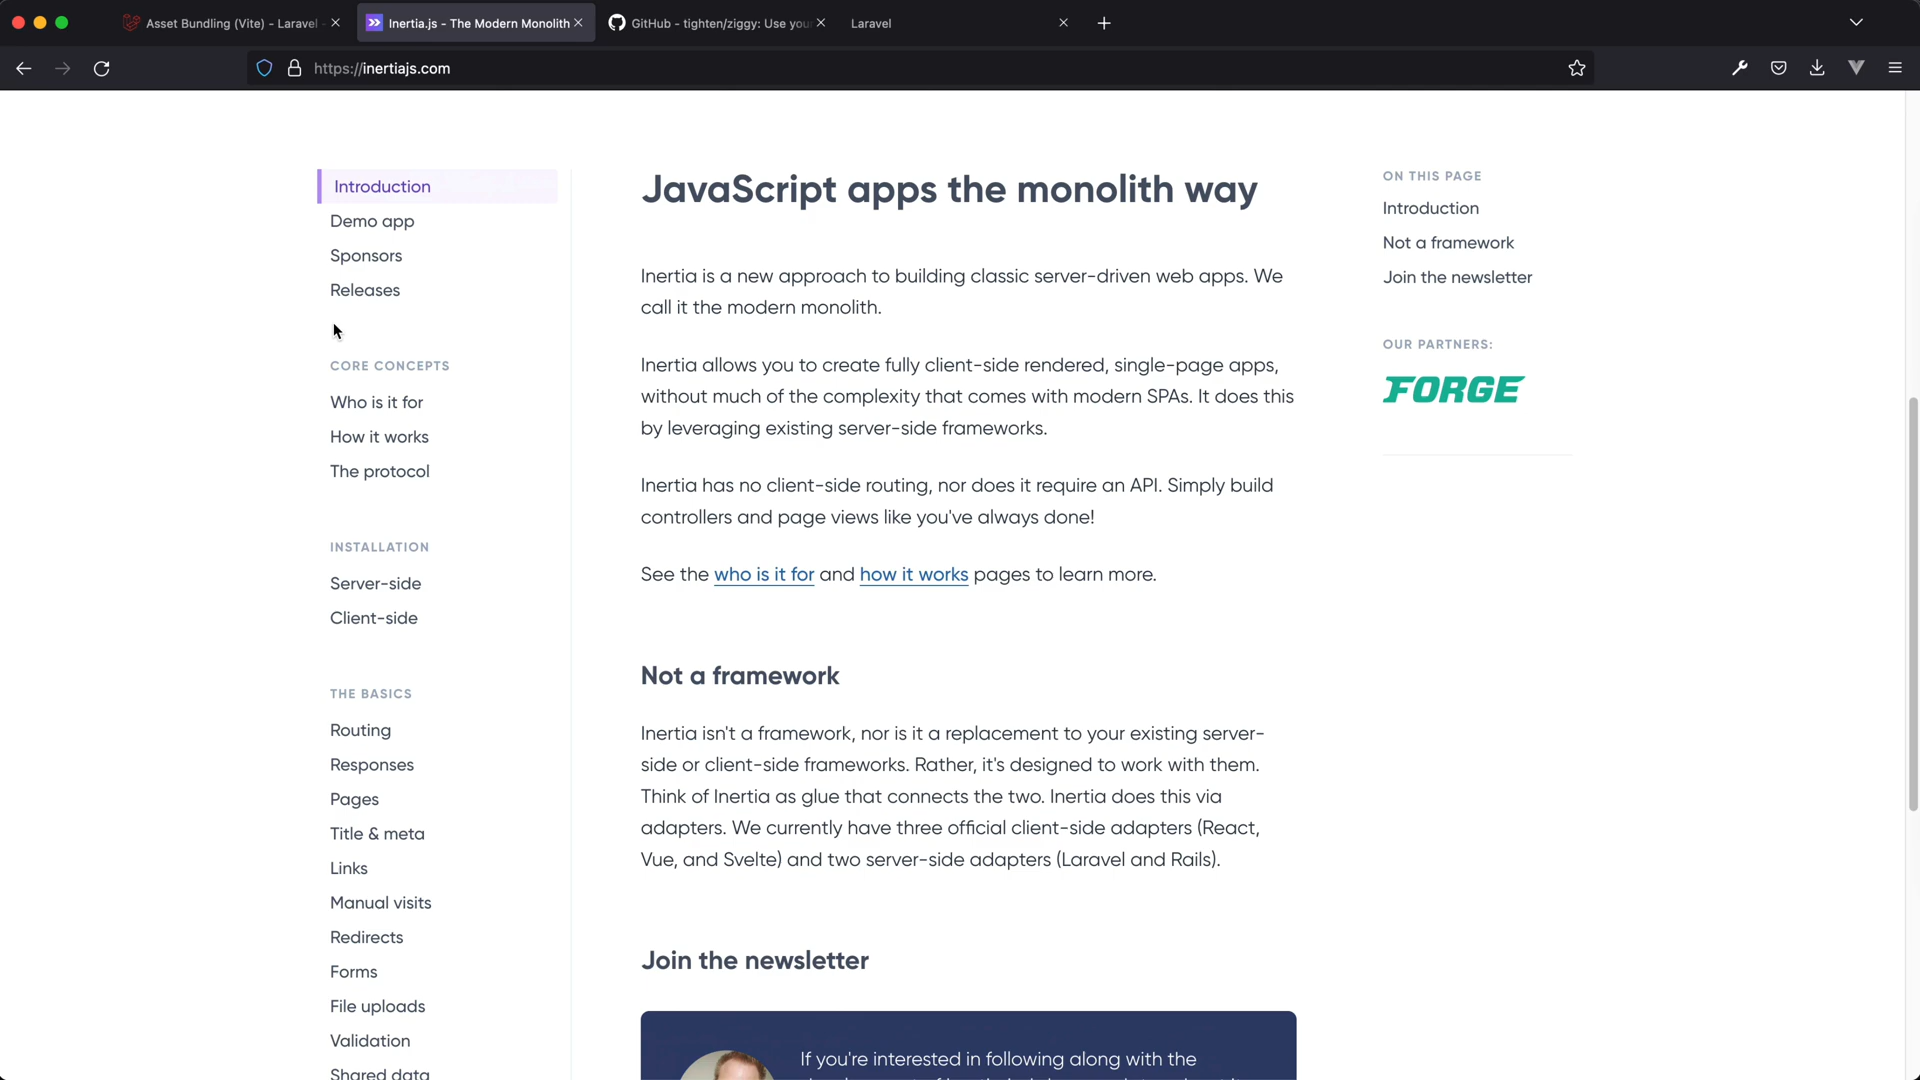 Asset Bundling (Vite) - Laravel
Inertia.js - The Modern Monolith
GitHub - tighten/ziggy: Use you
Laravel
https://inertiajs.com
Introduction
Demo app
Sponsors
Releases
CORE CONCEPTS
Who is it for
How it works
The protocol
INSTALLATION
Server-side
Client-side
THE BASICS
Routing
Responses
Pages
Title & meta
Links
Manual visits
Redirects
Forms
File uploads
Validation
Shared data
JavaScript apps the monolith way
Inertia is a new approach to building classic server-driven web apps. We
call it the modern monolith.
Inertia allows you to create fully client-side rendered, single-page apps,
without much of the complexity that comes with modern SPAs. It does this
by leveraging existing server-side frameworks.
Inertia has no client-side routing, nor does it require an API. Simply build
controllers and page views like you've always done!
See the who is it for and how it works pages to learn more.
Not a framework
Inertia isn't a framework, nor is it a replacement to your existing server-
side or client-side frameworks. Rather, it's designed to work with them.
Think of Inertia as glue that connects the two. Inertia does this via
adapters. We currently have three official client-side adapters (React,
Vue, and Svelte) and two server-side adapters (Laravel and Rails).
Join the newsletter
If you're interested in following along with the
ON THIS PAGE
Introduction
Not a framework
Join the newsletter
OUR PARTNERS:
FORGE